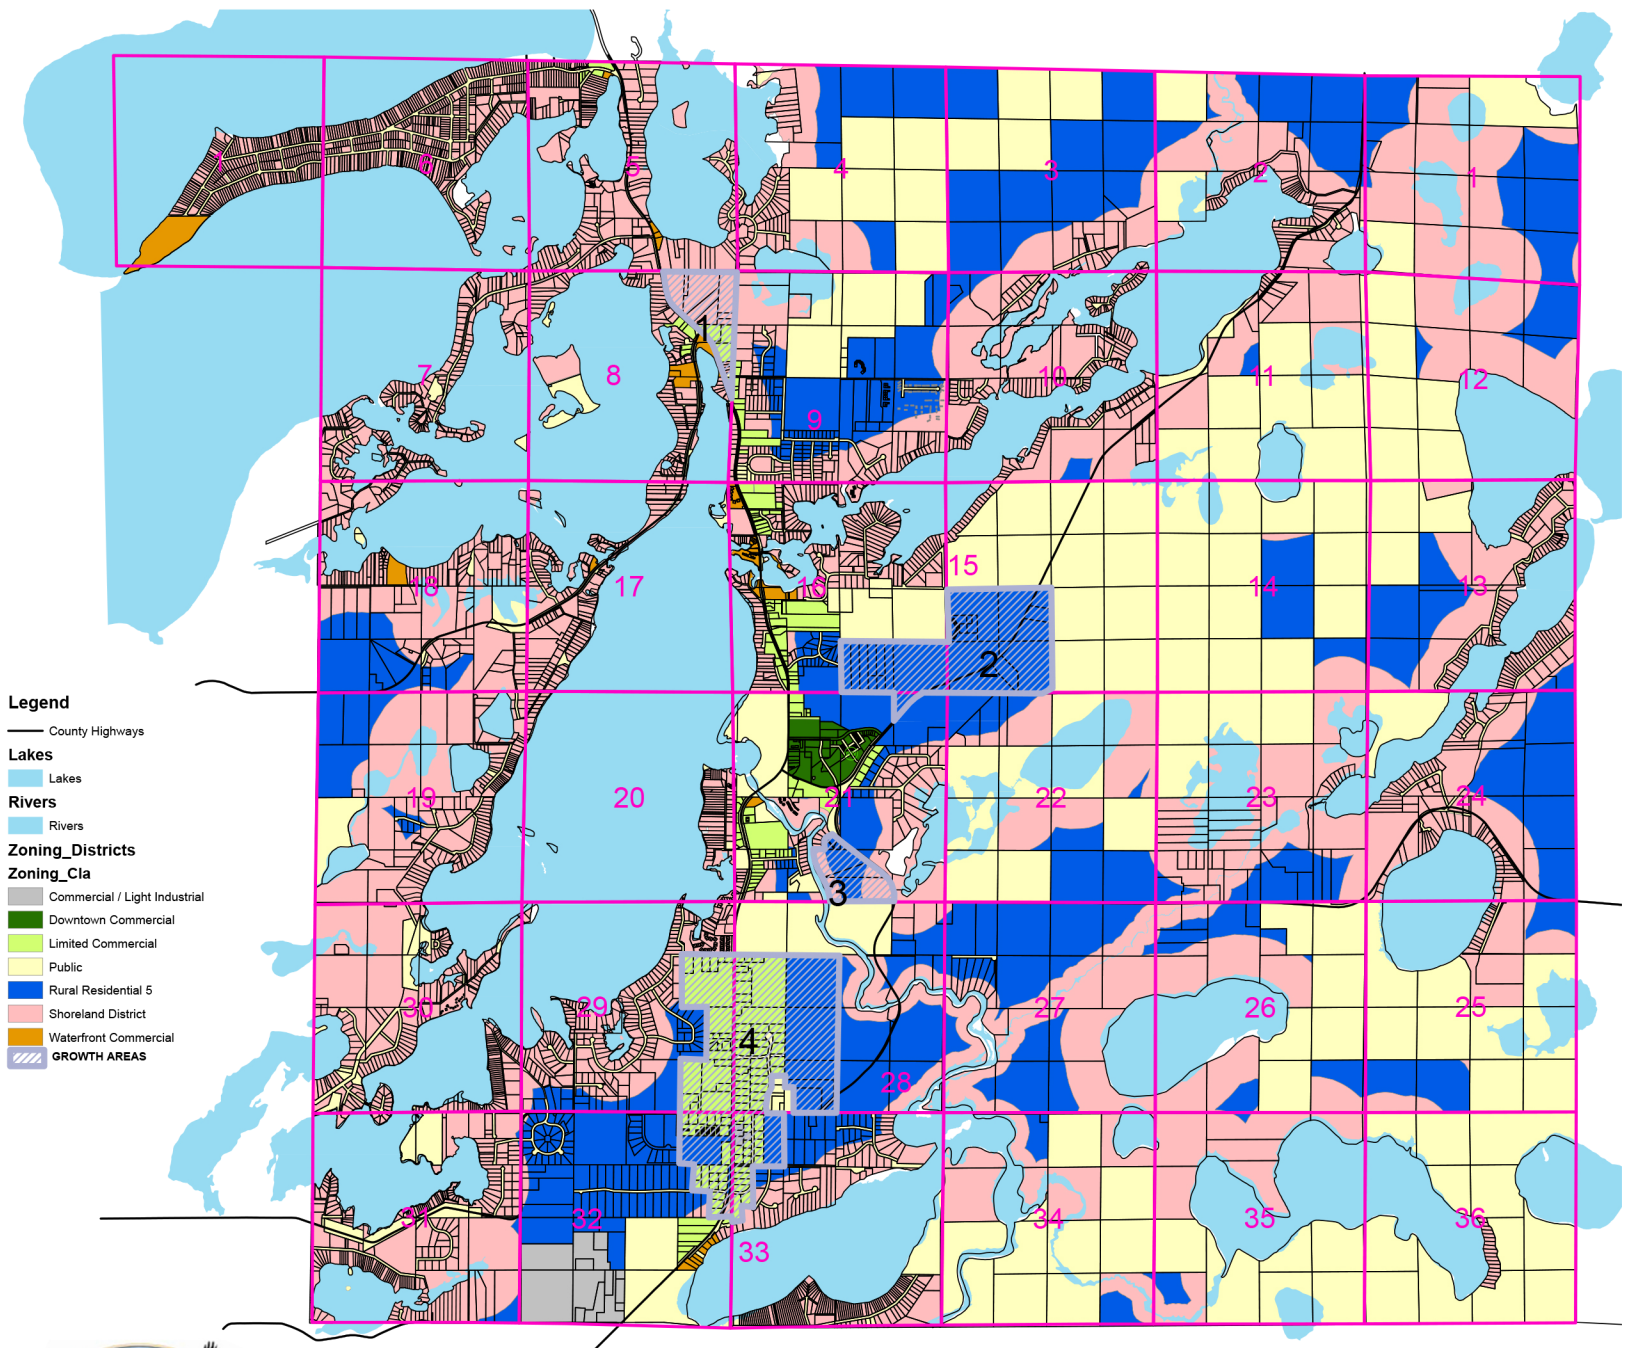 1
6
5
4
3
2
1
1
7
8
9
10
11
12
18
17
16
15
14
13
2
19
20
21
22
23
24
3
30
29
28
27
26
25
4
31
32
33
34
35
36
Legend
County Highways
Lakes
Lakes
Rivers
Rivers
Zoning_Districts
Zoning_Cla
Commercial / Light Industrial
Downtown Commercial
Limited Commercial
Public
Rural Residential 5
Shoreland District
Waterfront Commercial
GROWTH AREAS